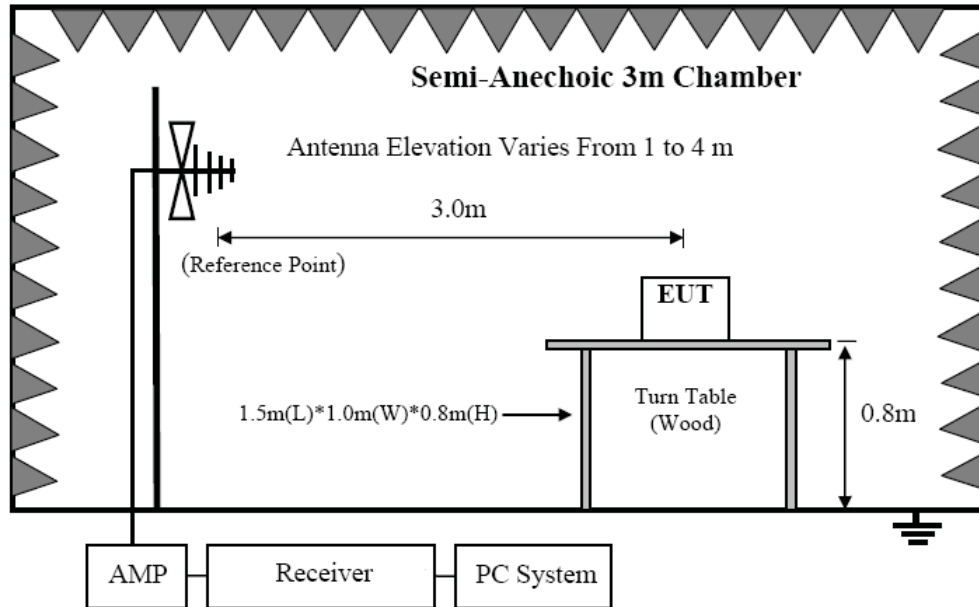 Semi-Anechoic 3m Chamber
Antenna Elevation Varies From 1 to 4 m
3.0m
(Reference Point)
EUT
1.5m(L)*1.0m(W)*0.8m(H)
Turn Table
(Wood)
0.8m
AMP
Receiver
PC System